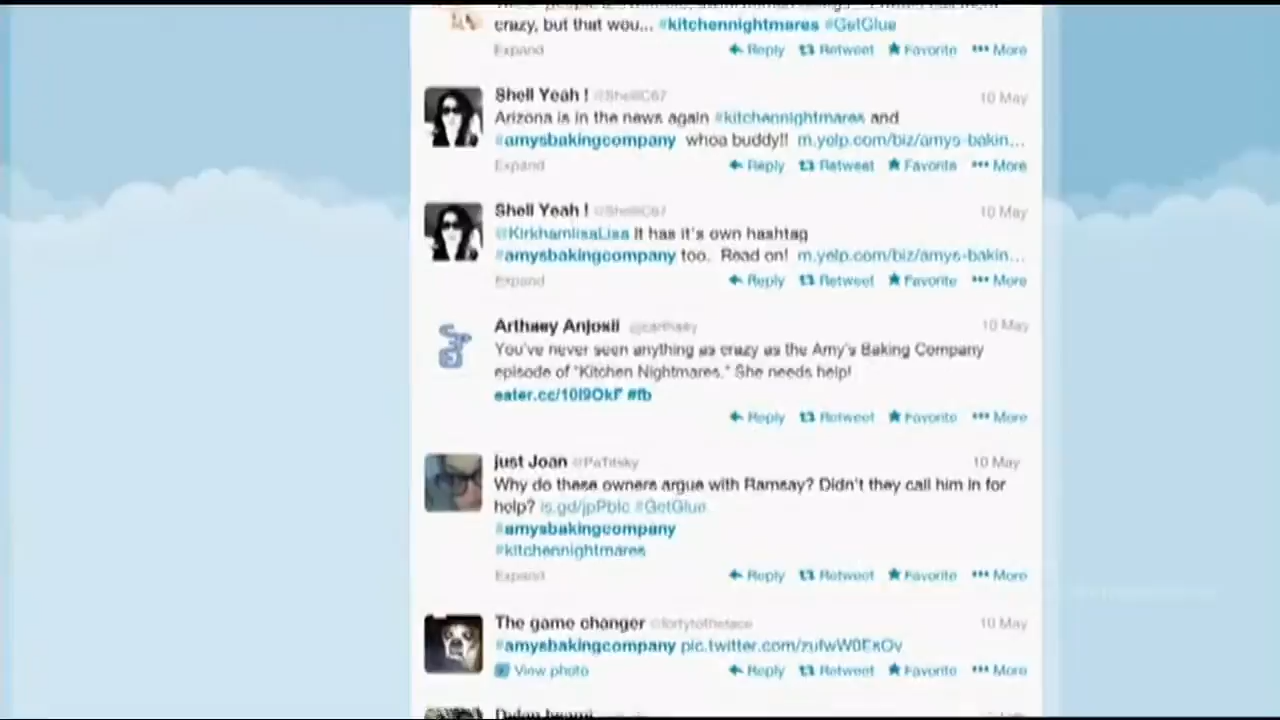 crazy, but that wou... #kitchennightmares #GetGlue
Expand Reply Retweet Favorite More
Shell Yeah ! @ShellC67 10 May
Arizona is in the news again #kitchennightmares and
#amysbakingcompany whoa buddy!! m.yelp.com/biz/amys-bakin...
Expand Reply Retweet Favorite More
Shell Yeah ! @ShellC67 10 May
@KirkhamlisaLisa It has it's own hashtag
#amysbakingcompany too. Read on! m.yelp.com/biz/amys-bakin...
Expand Reply Retweet Favorite More
10 May
You've never seen anything as crazy as the Amy's Baking Company
episode of "Kitchen Nightmares." She needs help!
#fb
Reply Retweet Favorite More
just Joan 10 May
Why do these owners argue with Ramsay? Didn't they call him in for
help? #GetGlue
#amysbakingcompany
#kitchennightmares
Expand Reply Retweet Favorite More
The game changer @fortytotheface 10 May
#amysbakingcompany
View photo Reply Retweet Favorite More